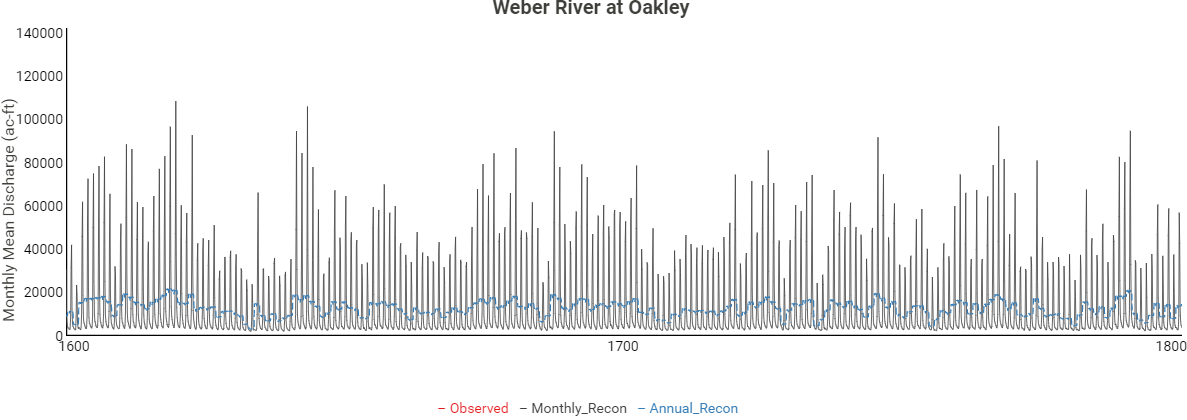 Weber River at Oakley
Monthly Mean Discharge (ac-ft)
140000
120000
100000
80000
60000
40000
20000
0
1600 1700 1800
Observed Monthly_Recon Annual_Recon